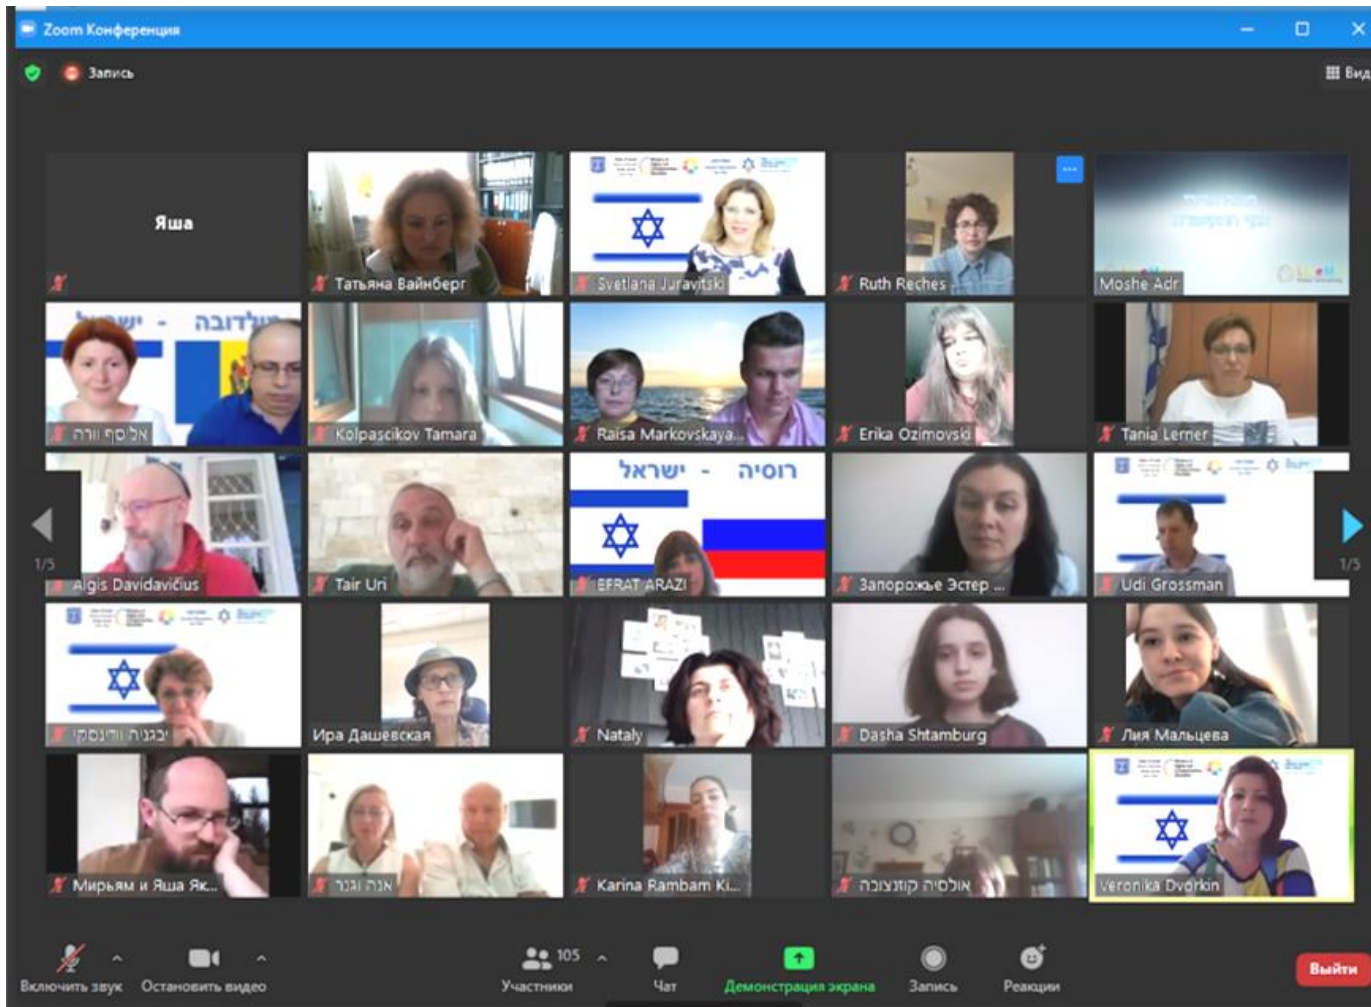 Zoom Конференция
Запись
Вид
Яша
Татьяна Вайнберг
Svetlana Juravitski
Ruth Reches
Moshe Adr
מולדובה - ישראל
אליסף וורה
Kolpascikov Tamara
Raisa Markovskaya...
Erika Ozimovski
Tania Lerner
רוסיה - ישראל
1/5
Algis Davidavičius
Tair Uri
EFRAT ARAZI
Запорожье Эстер ...
Udi Grossman
1/5
יבגניה וורינסקי
Ира Дашевская
Nataly
Dasha Shtamburg
Лия Мальцева
Мирьям и Яша Як...
אנה וגנר
Karina Rambam Ki...
אולסיה קוזנצובה
Veronika Dvorkin
105
Включить звук
Остановить видео
Участники
Чат
Демонстрация экрана
Запись
Реакции
Выйти